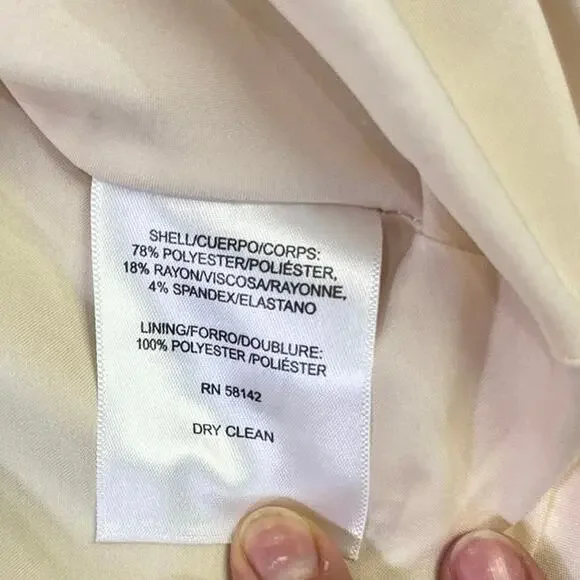 SHELL/CUERPO/CORPS:
78% POLYESTER/POLIÉSTER,
18% RAYON/VISCOSA/RAYONNE,
4% SPANDEX/ELASTANO
LINING/FORRO/DOUBLURE:
100% POLYESTER /POLIÉSTER
RN 58142
DRY CLEAN